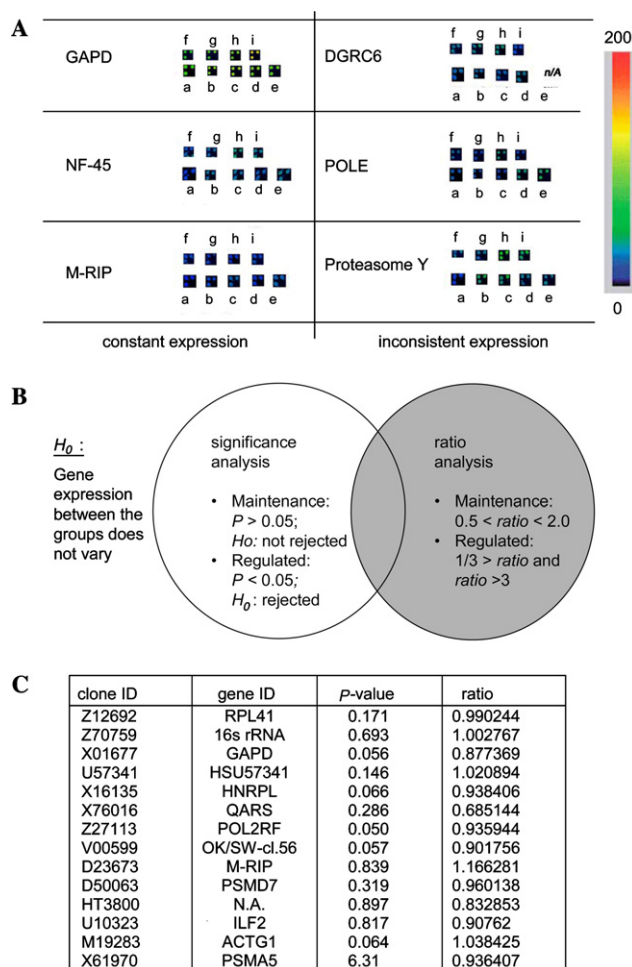 A
GAPD
f g h i
a b c d e
DGRC6
f g h i
n/A
a b c d e
NF-45
f g h i
a b c d e
POLE
f g h i
a b c d e
M-RIP
f g h i
a b c d e
Proteasome Y
f g h i
a b c d e
constant expression
inconsistent expression
200
0
B
H0 :
Gene
expression
between the
groups does
not vary
significance
analysis
• Maintenance:
P > 0.05;
Ho: not rejected
• Regulated:
P < 0.05;
H0 : rejected
ratio
analysis
• Maintenance:
0.5 < ratio < 2.0
• Regulated:
1/3 > ratio and
ratio >3
C
clone ID gene ID P-value ratio
Z12692 RPL41 0.171 0.990244
Z70759 16s rRNA 0.693 1.002767
X01677 GAPD 0.056 0.877369
U57341 HSU57341 0.146 1.020894
X16135 HNRPL 0.066 0.938406
X76016 QARS 0.286 0.685144
Z27113 POL2RF 0.050 0.935944
V00599 OK/SW-cl.56 0.057 0.901756
D23673 M-RIP 0.839 1.166281
D50063 PSMD7 0.319 0.960138
HT3800 N.A. 0.897 0.832853
U10323 ILF2 0.817 0.90762
M19283 ACTG1 0.064 1.038425
X61970 PSMA5 6.31 0.936407